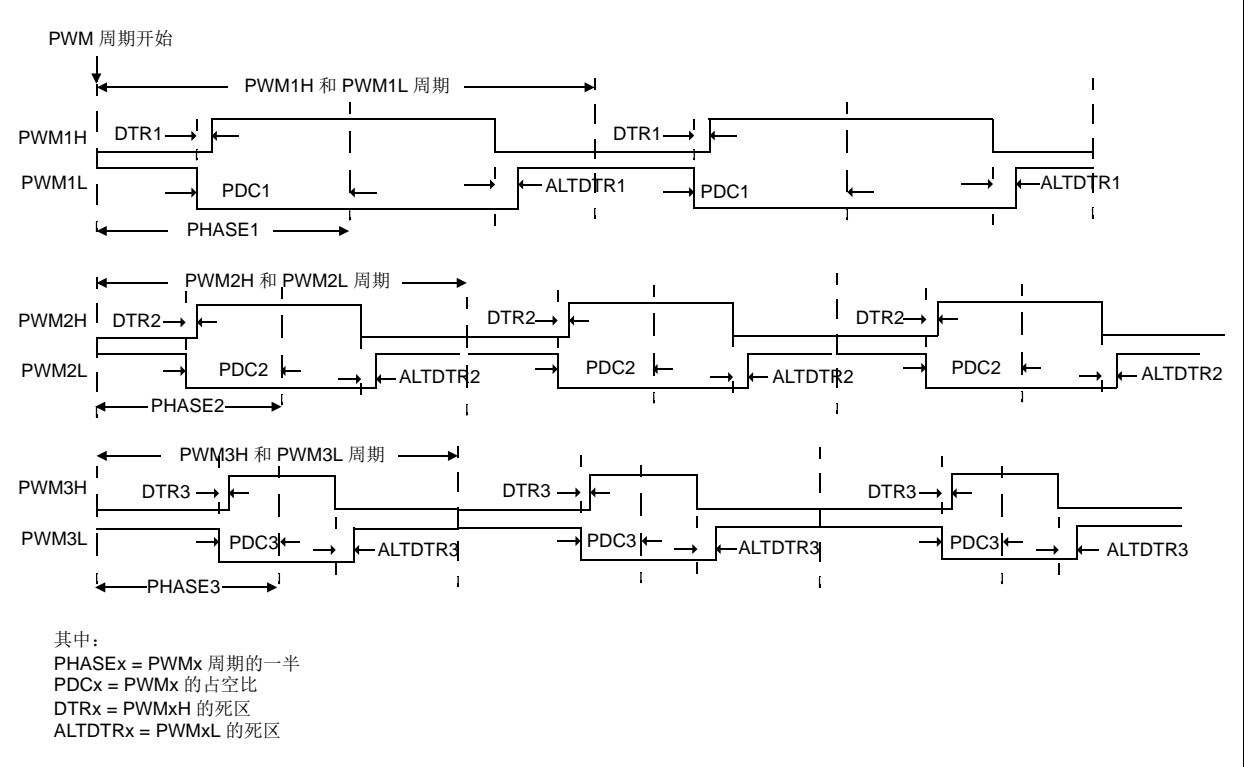 PWM 周期开始
PWM1H 和 PWM1L 周期
PWM1H DTR1 DTR1
PWM1L PDC1 ALTDTR1 PDC1 ALTDTR1
PHASE1
PWM2H 和 PWM2L 周期
PWM2H DTR2 DTR2 DTR2
PWM2L PDC2 ALTDTR2 PDC2 ALTDTR2 PDC2 ALTDTR2
PHASE2
PWM3H 和 PWM3L 周期
PWM3H DTR3 DTR3 DTR3
PWM3L PDC3 ALTDTR3 PDC3 ALTDTR3 PDC3 ALTDTR3
PHASE3
其中：
PHASEx = PWMx 周期的一半
PDCx = PWMx 的占空比
DTRx = PWMxH 的死区
ALTDTRx = PWMxL 的死区